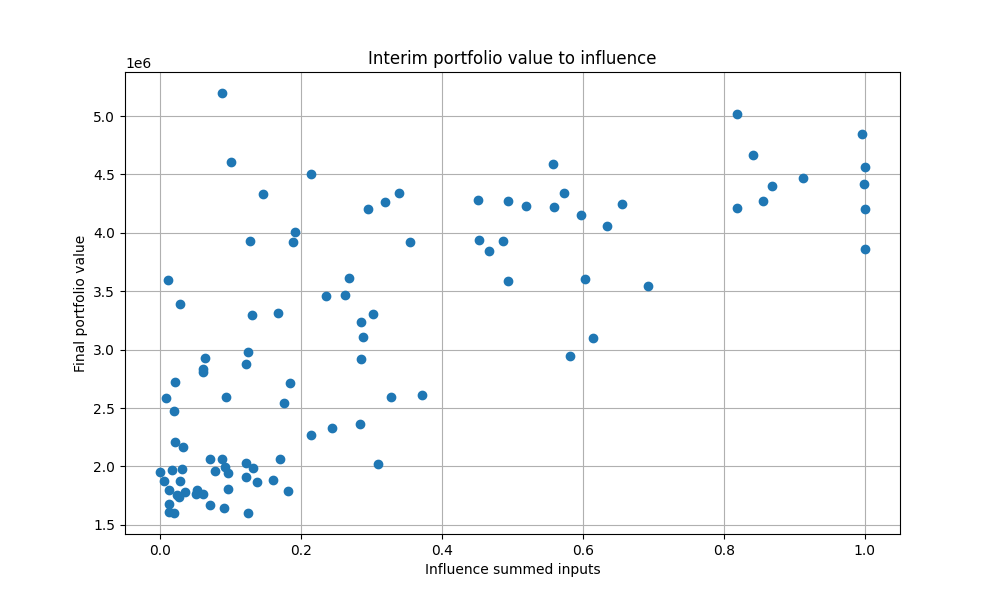 Interim portfolio value to influence
1e6
5.0
4.5
4.0
3.5
3.0
2.5
2.0
1.5
Final portfolio value
0.0 0.2 0.4 0.6 0.8 1.0
Influence summed inputs